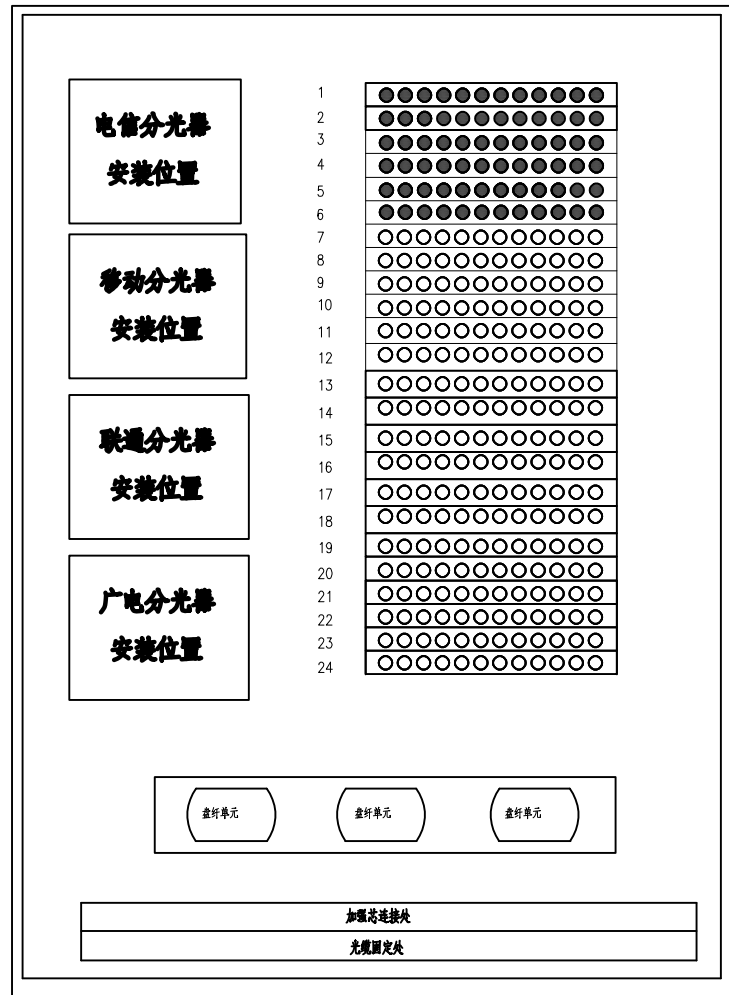 电信分光器
安装位置
移动分光器
安装位置
联通分光器
安装位置
广电分光器
安装位置
1
2
3
4
5
6
7
8
9
10
11
12
13
14
15
16
17
18
19
20
21
22
23
24
盘纤单元
盘纤单元
盘纤单元
加强芯连接处
光缆固定处